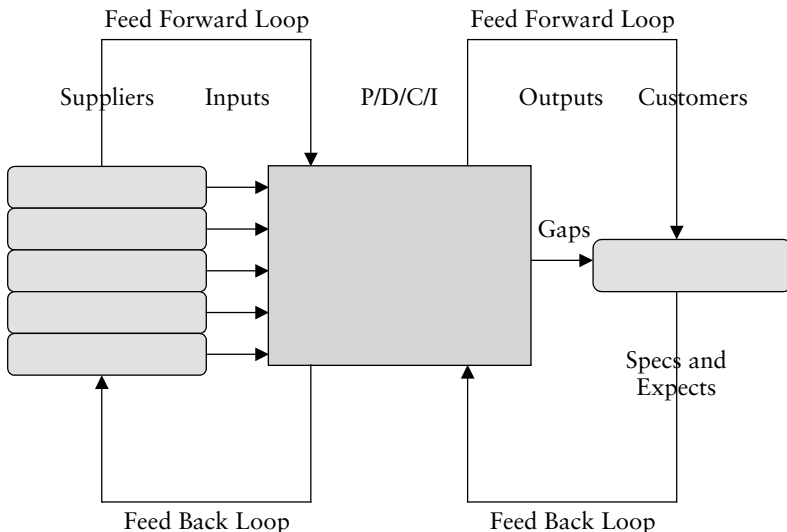 Feed Forward Loop
Feed Forward Loop
Suppliers
Inputs
P/D/C/I
Outputs
Customers
Gaps
Specs and
Expects
Feed Back Loop
Feed Back Loop